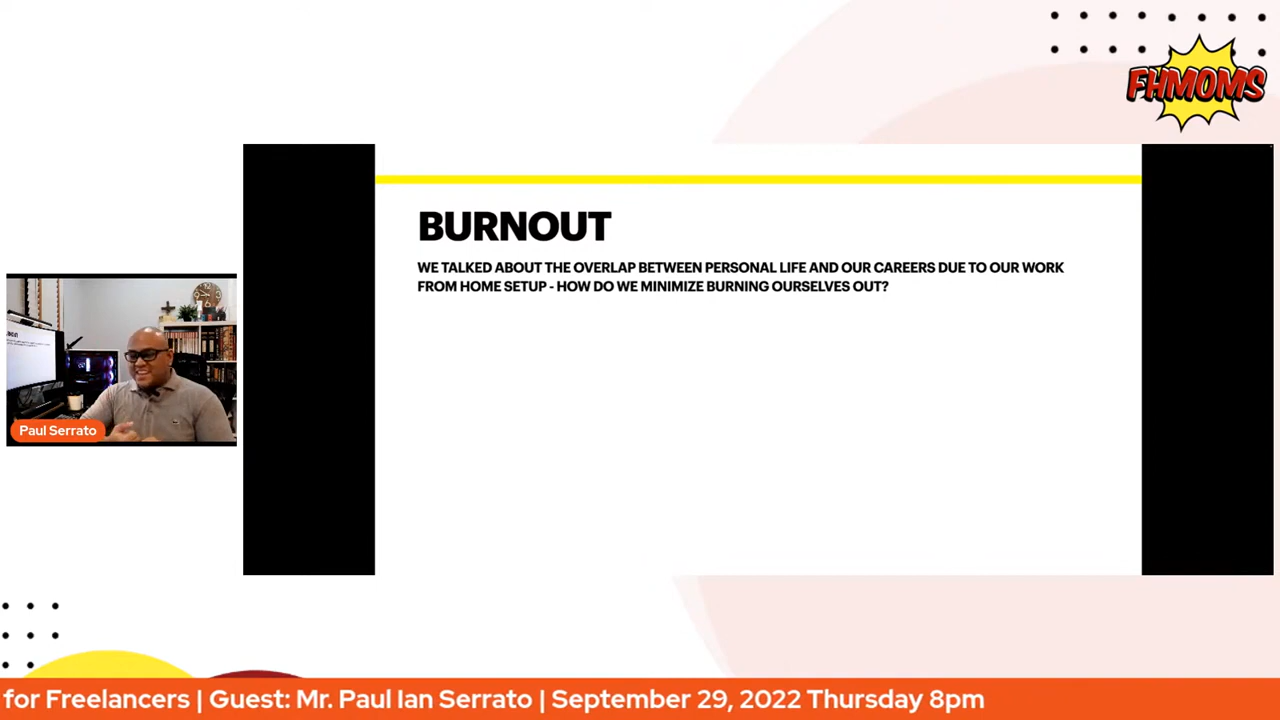 FHMOMS
BURNOUT
WE TALKED ABOUT THE OVERLAP BETWEEN PERSONAL LIFE AND OUR CAREERS DUE TO OUR WORK
FROM HOME SETUP - HOW DO WE MINIMIZE BURNING OURSELVES OUT?
Paul Serrato
for Freelancers | Guest: Mr. Paul Ian Serrato | September 29, 2022 Thursday 8pm